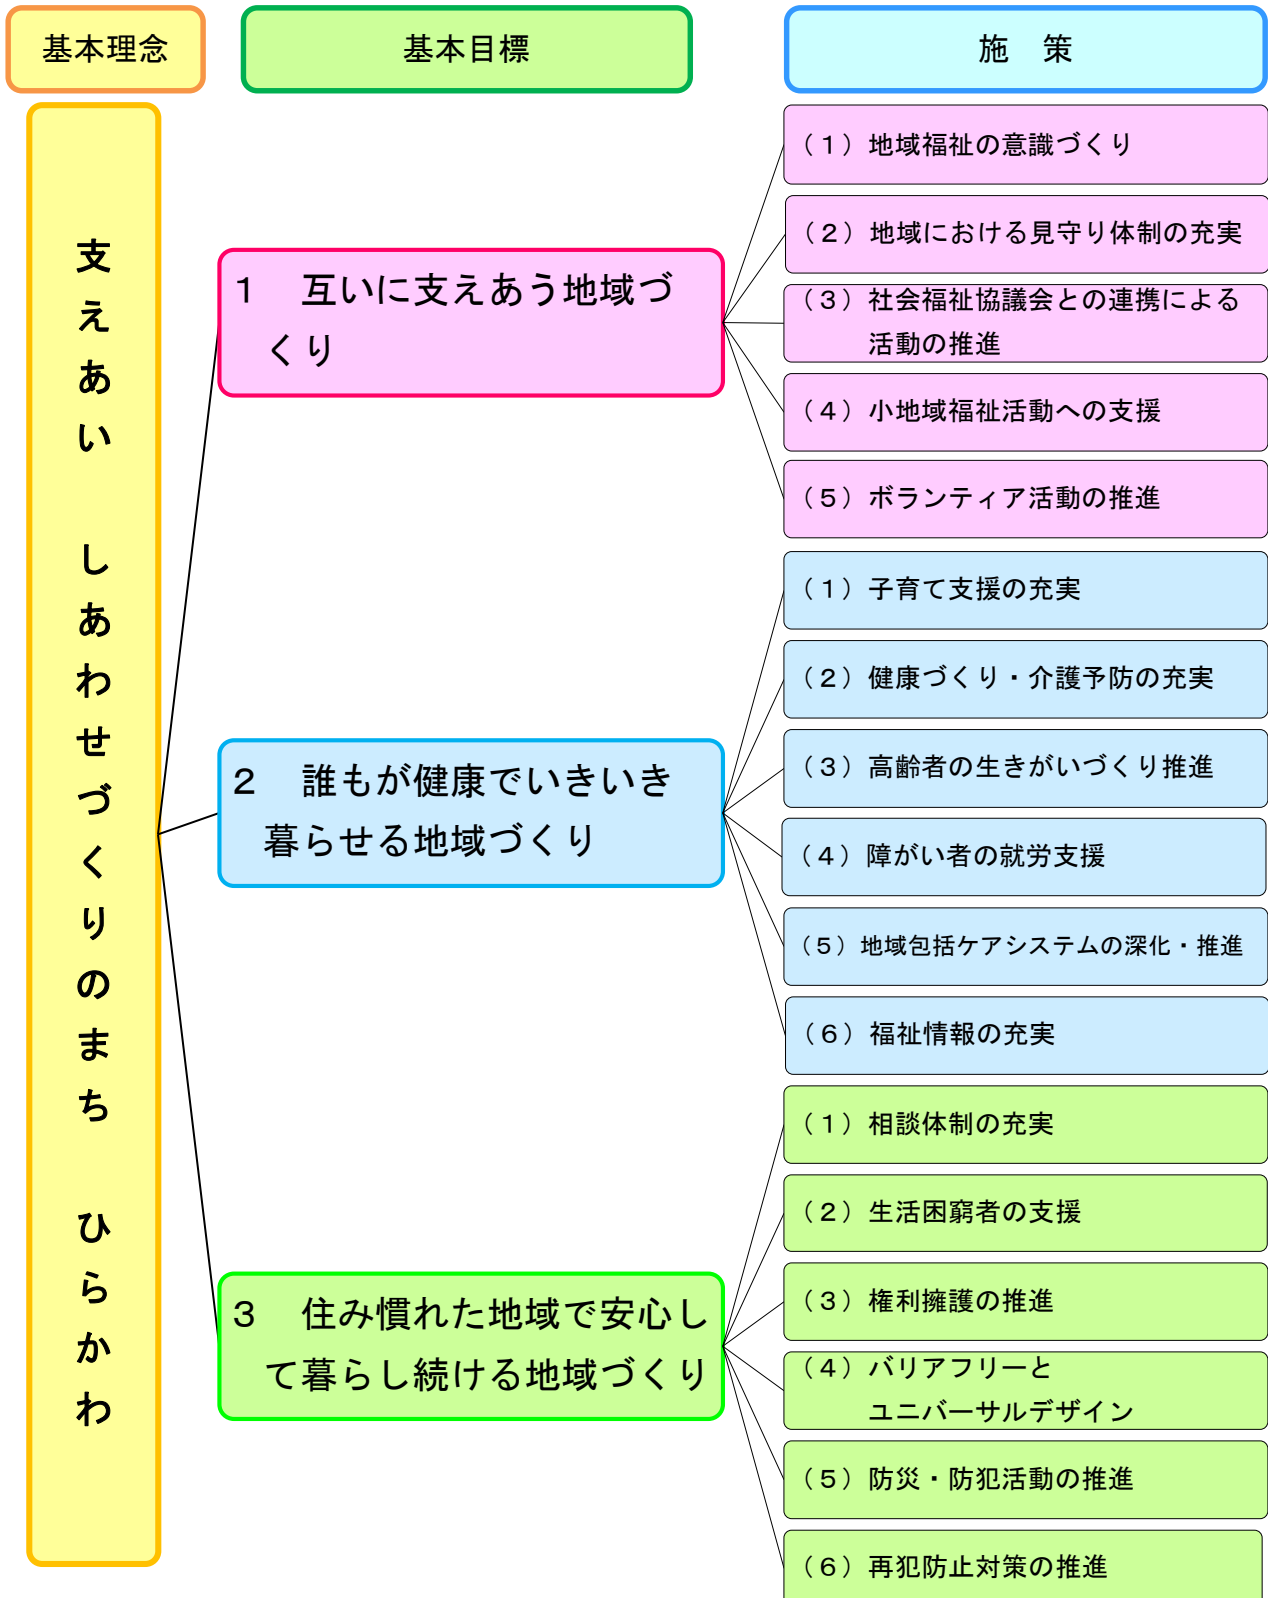 基本理念
基本目標
施　策
支えあい　しあわせづくりのまち　ひらかわ
１　互いに支えあう地域づ
くり
（１）地域福祉の意識づくり
（２）地域における見守り体制の充実
（３）社会福祉協議会との連携による
活動の推進
（４）小地域福祉活動への支援
（５）ボランティア活動の推進
２　誰もが健康でいきいき
暮らせる地域づくり
（１）子育て支援の充実
（２）健康づくり・介護予防の充実
（３）高齢者の生きがいづくり推進
（４）障がい者の就労支援
（５）地域包括ケアシステムの深化・推進
（６）福祉情報の充実
３　住み慣れた地域で安心し
て暮らし続ける地域づくり
（１）相談体制の充実
（２）生活困窮者の支援
（３）権利擁護の推進
（４）バリアフリーと
ユニバーサルデザイン
（５）防災・防犯活動の推進
（６）再犯防止対策の推進